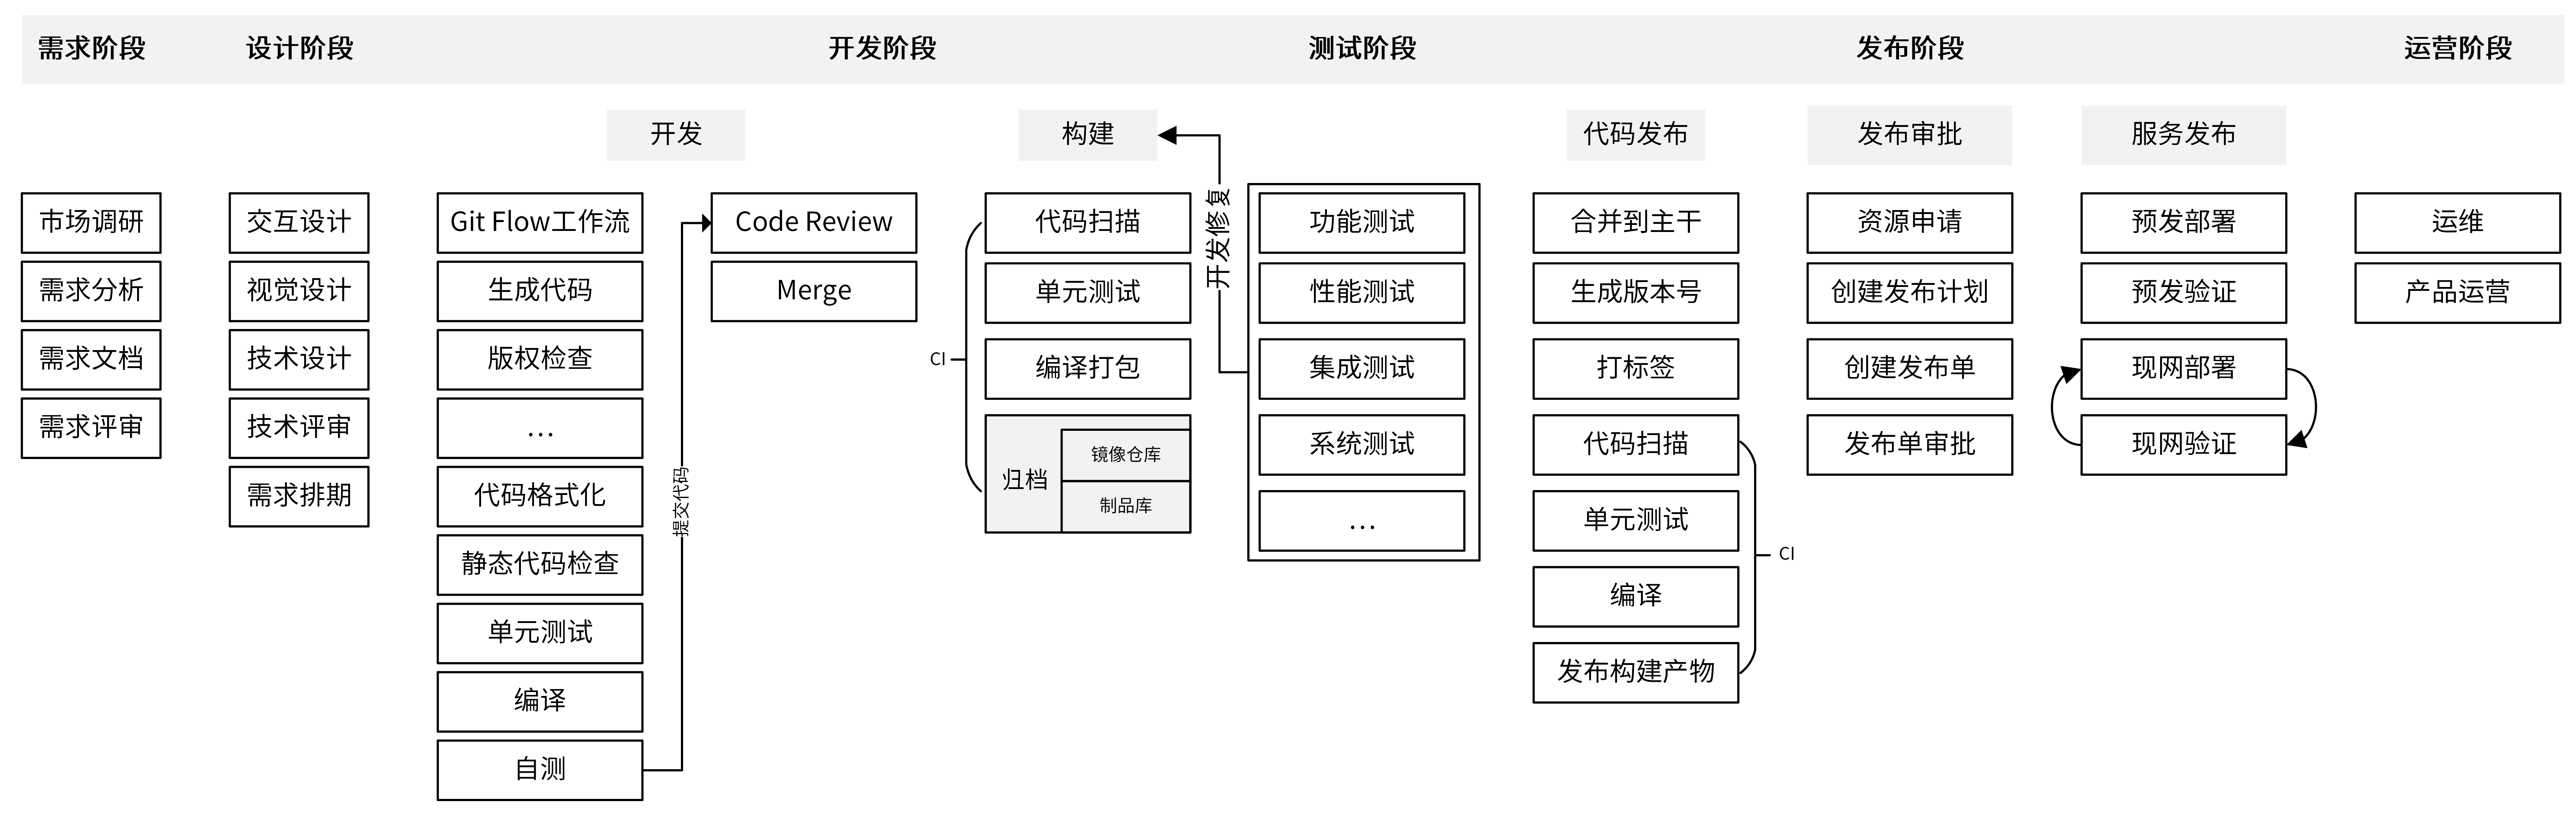 需求阶段
设计阶段
开发阶段
测试阶段
发布阶段
运营阶段
开发
构建
代码发布
发布审批
服务发布
市场调研
需求分析
需求文档
需求评审
交互设计
视觉设计
技术设计
技术评审
需求排期
Git Flow工作流
生成代码
版权检查
...
代码格式化
静态代码检查
单元测试
编译
自测
提交代码
Code Review
Merge
CI
代码扫描
单元测试
编译打包
归档
镜像仓库
制品库
开发修复
功能测试
性能测试
集成测试
系统测试
...
合并到主干
生成版本号
打标签
代码扫描
单元测试
编译
发布构建产物
CI
资源申请
创建发布计划
创建发布单
发布单审批
预发部署
预发验证
现网部署
现网验证
运维
产品运营